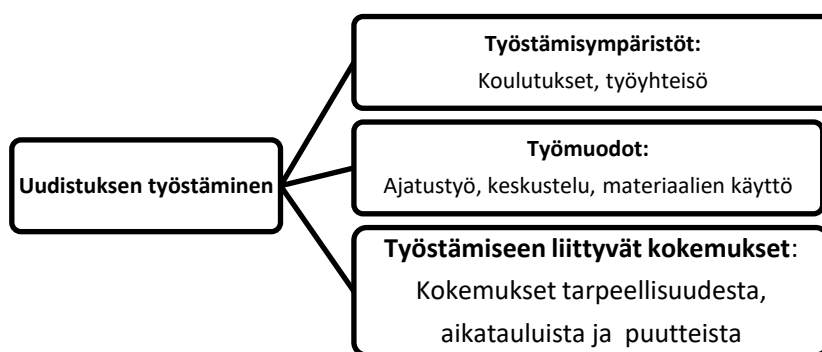 Työstämisympäristöt:
Koulutukset, työyhteisö
Uudistuksen työstäminen
Työmuodot:
Ajatustyö, keskustelu, materiaalien käyttö
Työstämiseen liittyvät kokemukset:
Kokemukset tarpeellisuudesta,
aikatauluista ja puutteista